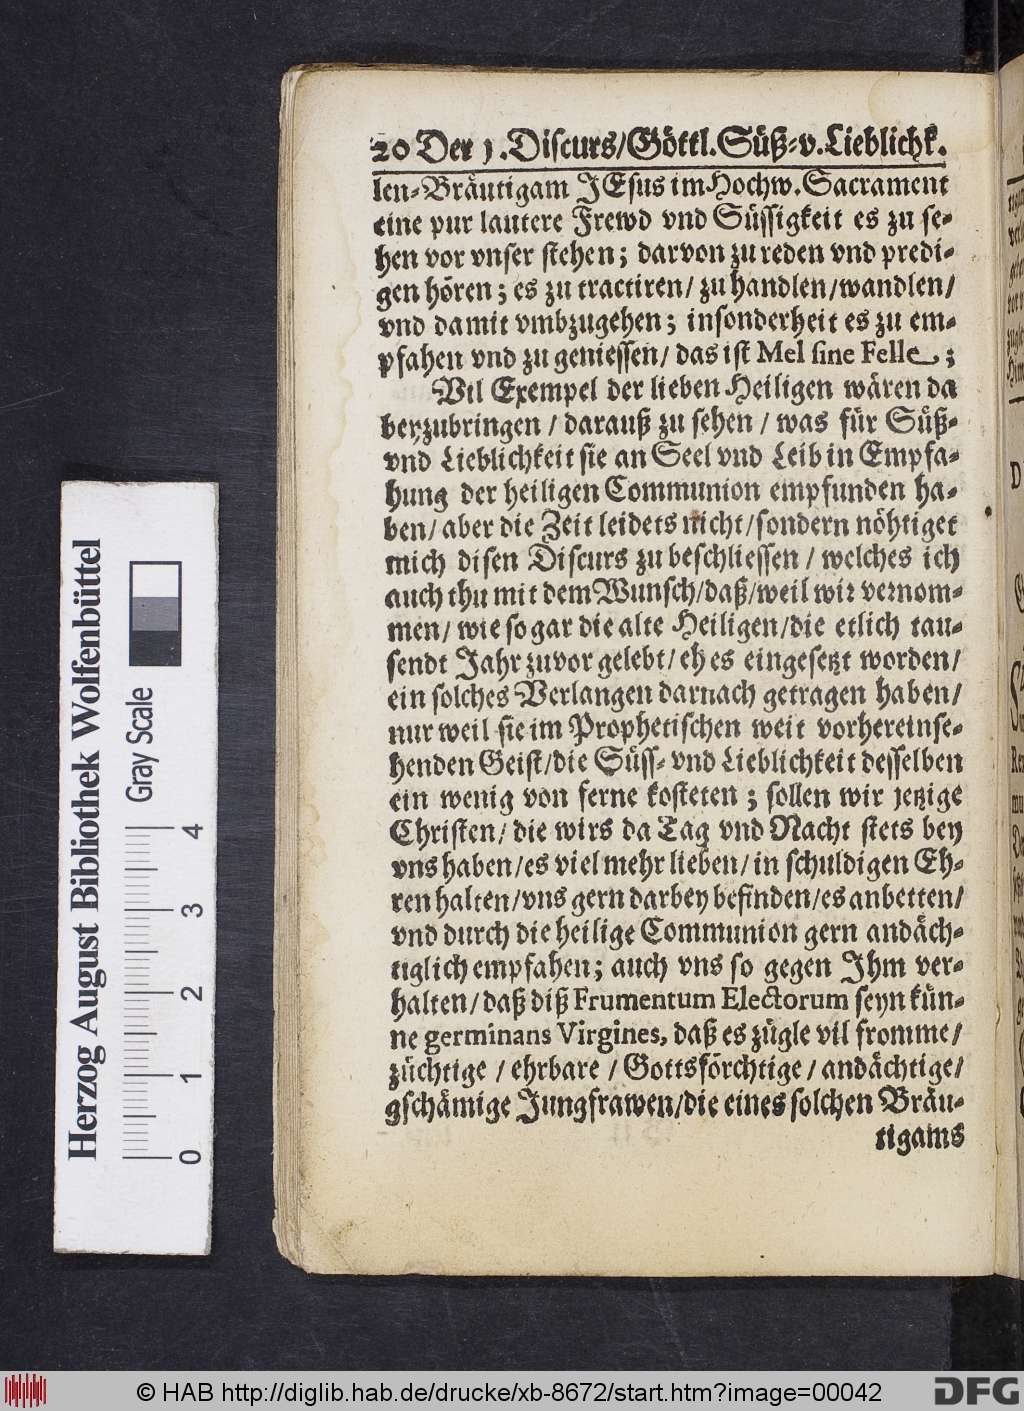 20 Der 1. Discurs/Göttl. Süß-v. Lieblichk.
len-Bräutigam JEsus im Hochw. Sacrament
eine pur lautere Frewd vnd Süssigkeit es zu se-
hen vor vnser stehen; darvon zu reden vnd predi-
gen hören; es zu tractiren/ zu handlen/wandlen/
vnd damit vmbzugehen; insonderheit es zu em-
pfahen vnd zu geniessen/ das ist Mel sine Felle;
Vil Exempel der lieben Heiligen wären da
beyzubringen / darauß zu sehen / was für Süß-
vnd Lieblichkeit sie an Seel vnd Leib in Empfa-
hung der heiligen Communion empfunden ha-
ben/ aber die Zeit leidets nicht/sondern nöhtiget
mich disen Discurs zu beschliessen / welches ich
auch thu mit dem Wunsch/daß/weil wir vernom-
men/ wie so gar die alte Heiligen/die etlich tau-
sendt Jahr zuvor gelebt/ eh es eingesetzt worden/
ein solches Verlangen darnach getragen haben/
nur weil sie im Prophetischen weit vorhereinse-
henden Geist/die Süss- vnd Lieblichkeit desselben
ein wenig von ferne kosteten; sollen wir jetzige
Christen/ die wirs da Tag vnd Nacht stets bey
vns haben/es viel mehr lieben/ in schuldigen Eh-
ren halten/vns gern darbey befinden/es anbetten/
vnd durch die heilige Communion gern andäch-
tiglich empfahen; auch vns so gegen Ihm ver-
halten/ daß diß Frumentum Electorum seyn kün-
ne germinans Virgines, daß es zügle vil fromme/
züchtige / ehrbare / Gottsförchtige / andächtige/
gschämige Jungfrawen/die eines solchen Bräu-
tigams
Herzog August Bibliothek Wolfenbüttel
Gray Scale
0 1 2 3 4
© HAB http://diglib.hab.de/drucke/xb-8672/start.htm?image=00042
DFG